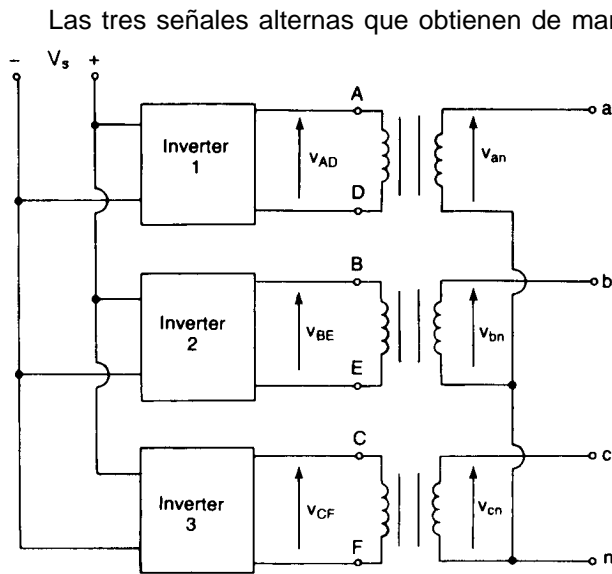 Las tres señales alternas que obtienen de mar
− V_s +
A
Inverter
1
v_AD
v_an
a
D
B
Inverter
2
v_BE
v_bn
b
E
C
Inverter
3
v_CF
v_cn
c
F
n